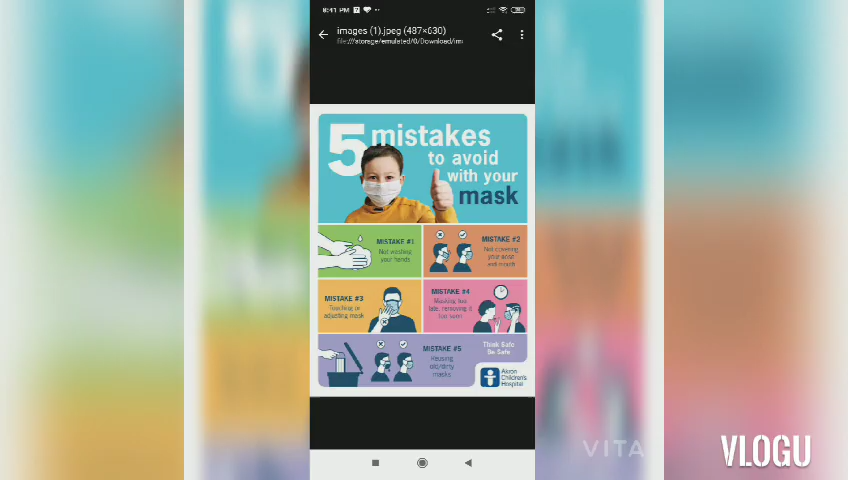 8:41 PM
images (1).jpeg (487×630)
file:///storage/emulated/0/Download/im
5 mistakes
to avoid
with your
mask
MISTAKE #1
Not washing
your hands
MISTAKE #2
Not covering
your nose
and mouth
MISTAKE #3
Touching or
adjusting mask
MISTAKE #4
Masking too
late, removing it
too soon
MISTAKE #5
Reusing
old/dirty
masks
Think Safe
Be Safe
Akron
Children's
Hospital
VITA
VLOGU